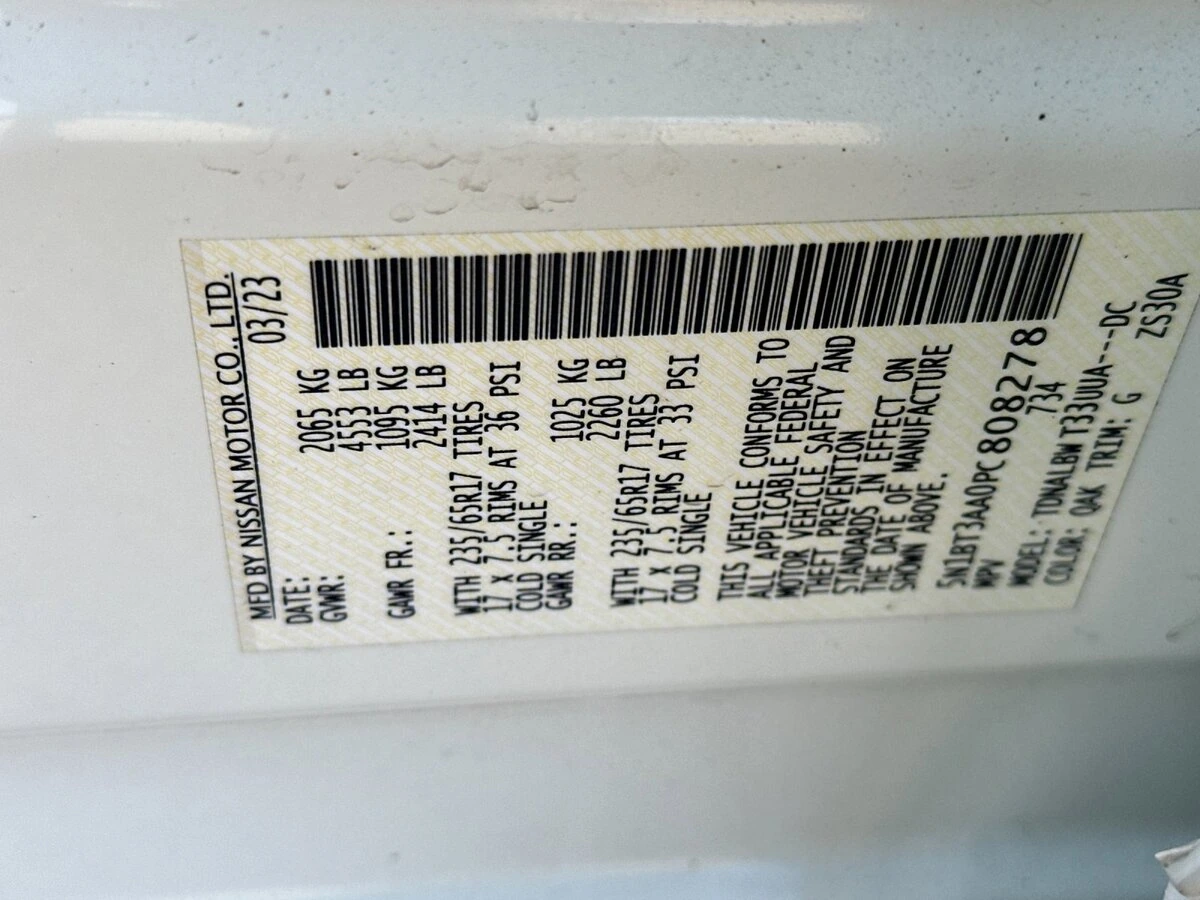 MFD BY NISSAN MOTOR CO., LTD.
DATE: 03/23
GVWR: 2065 KG
4553 LB
GAWR FR.: 1095 KG
2414 LB
WITH 235/65R17 TIRES
17 X 7.5 RIMS AT 36 PSI
COLD SINGLE
GAWR RR.: 1025 KG
2260 LB
WITH 235/65R17 TIRES
17 X 7.5 RIMS AT 33 PSI
COLD SINGLE
THIS VEHICLE CONFORMS TO
ALL APPLICABLE FEDERAL
MOTOR VEHICLE SAFETY AND
THEFT PREVENTION
STANDARDS IN EFFECT ON
THE DATE OF MANUFACTURE
SHOWN ABOVE.
5N1BT3AA0PC808278
MPV 734
MODEL: TDNALBWT33UUA---DC
COLOR: QAK TRIM: G ZS30A